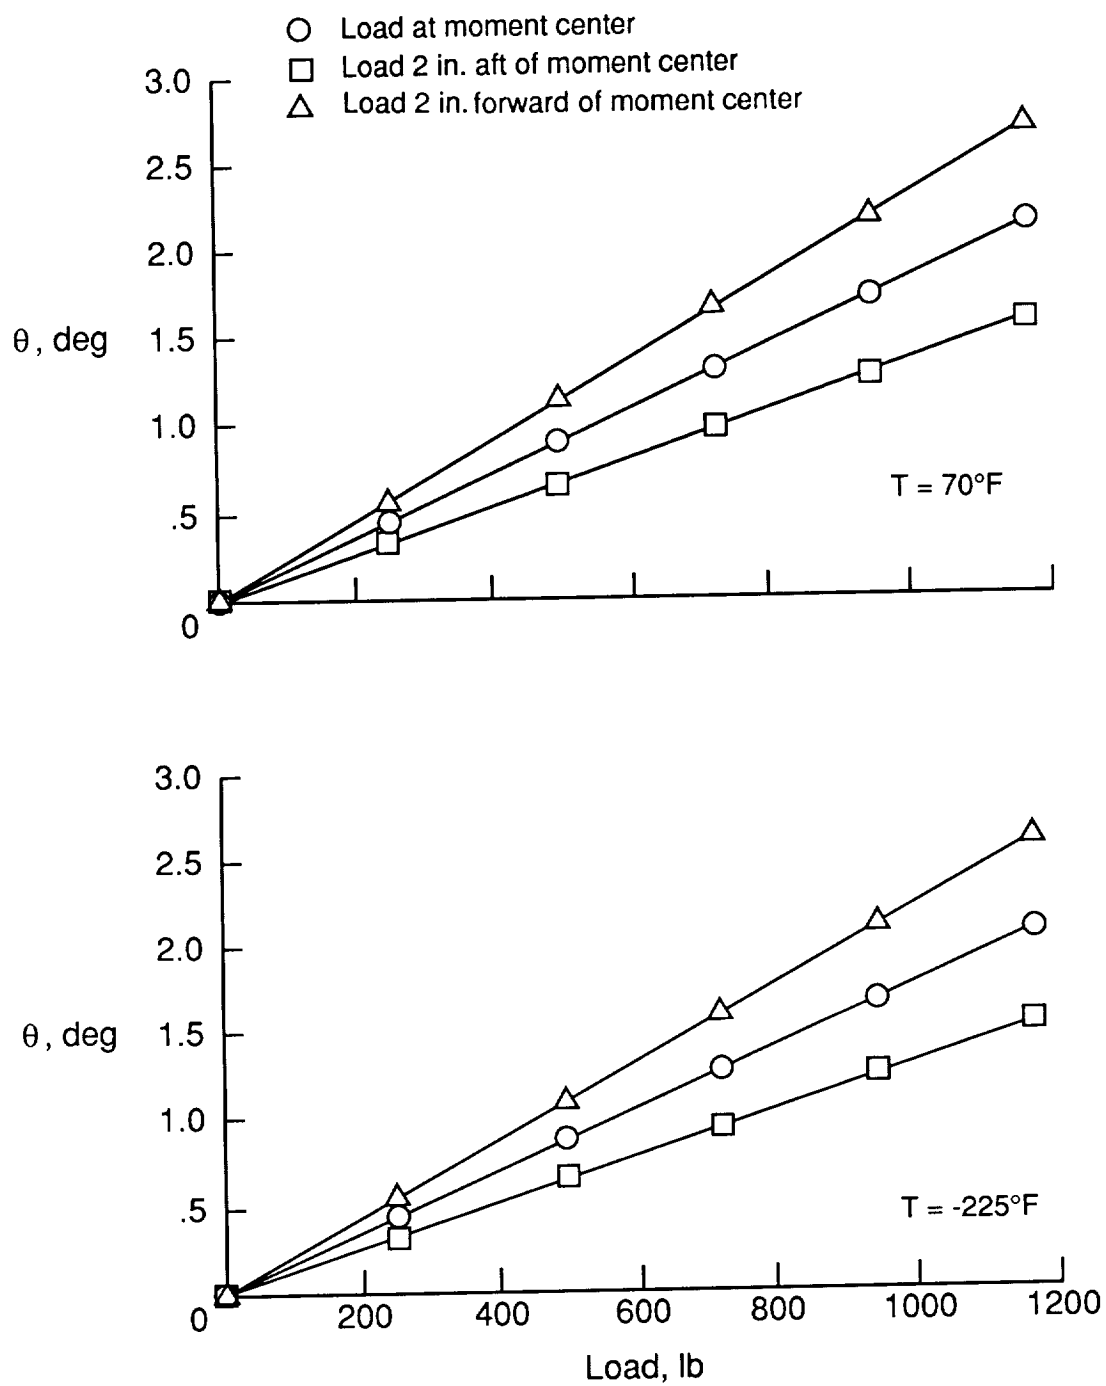 Load at moment center
Load 2 in. aft of moment center
Load 2 in. forward of moment center
3.0
2.5
2.0
1.5
θ, deg
1.0
.5
0
T = 70°F
3.0
2.5
2.0
1.5
θ, deg
1.0
.5
0
T = -225°F
200
400
600
800
1000
1200
Load, lb